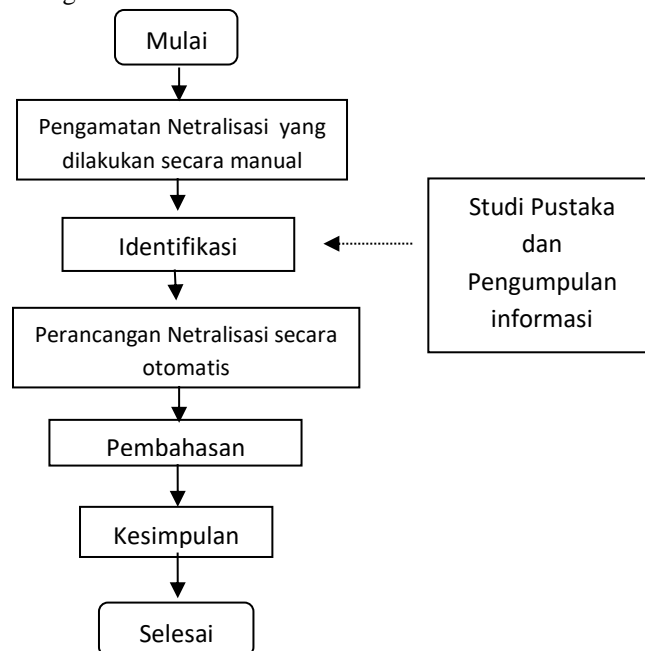 Mulai
Pengamatan Netralisasi yang
dilakukan secara manual
Identifikasi
Studi Pustaka
dan
Pengumpulan
informasi
Perancangan Netralisasi secara
otomatis
Pembahasan
Kesimpulan
Selesai